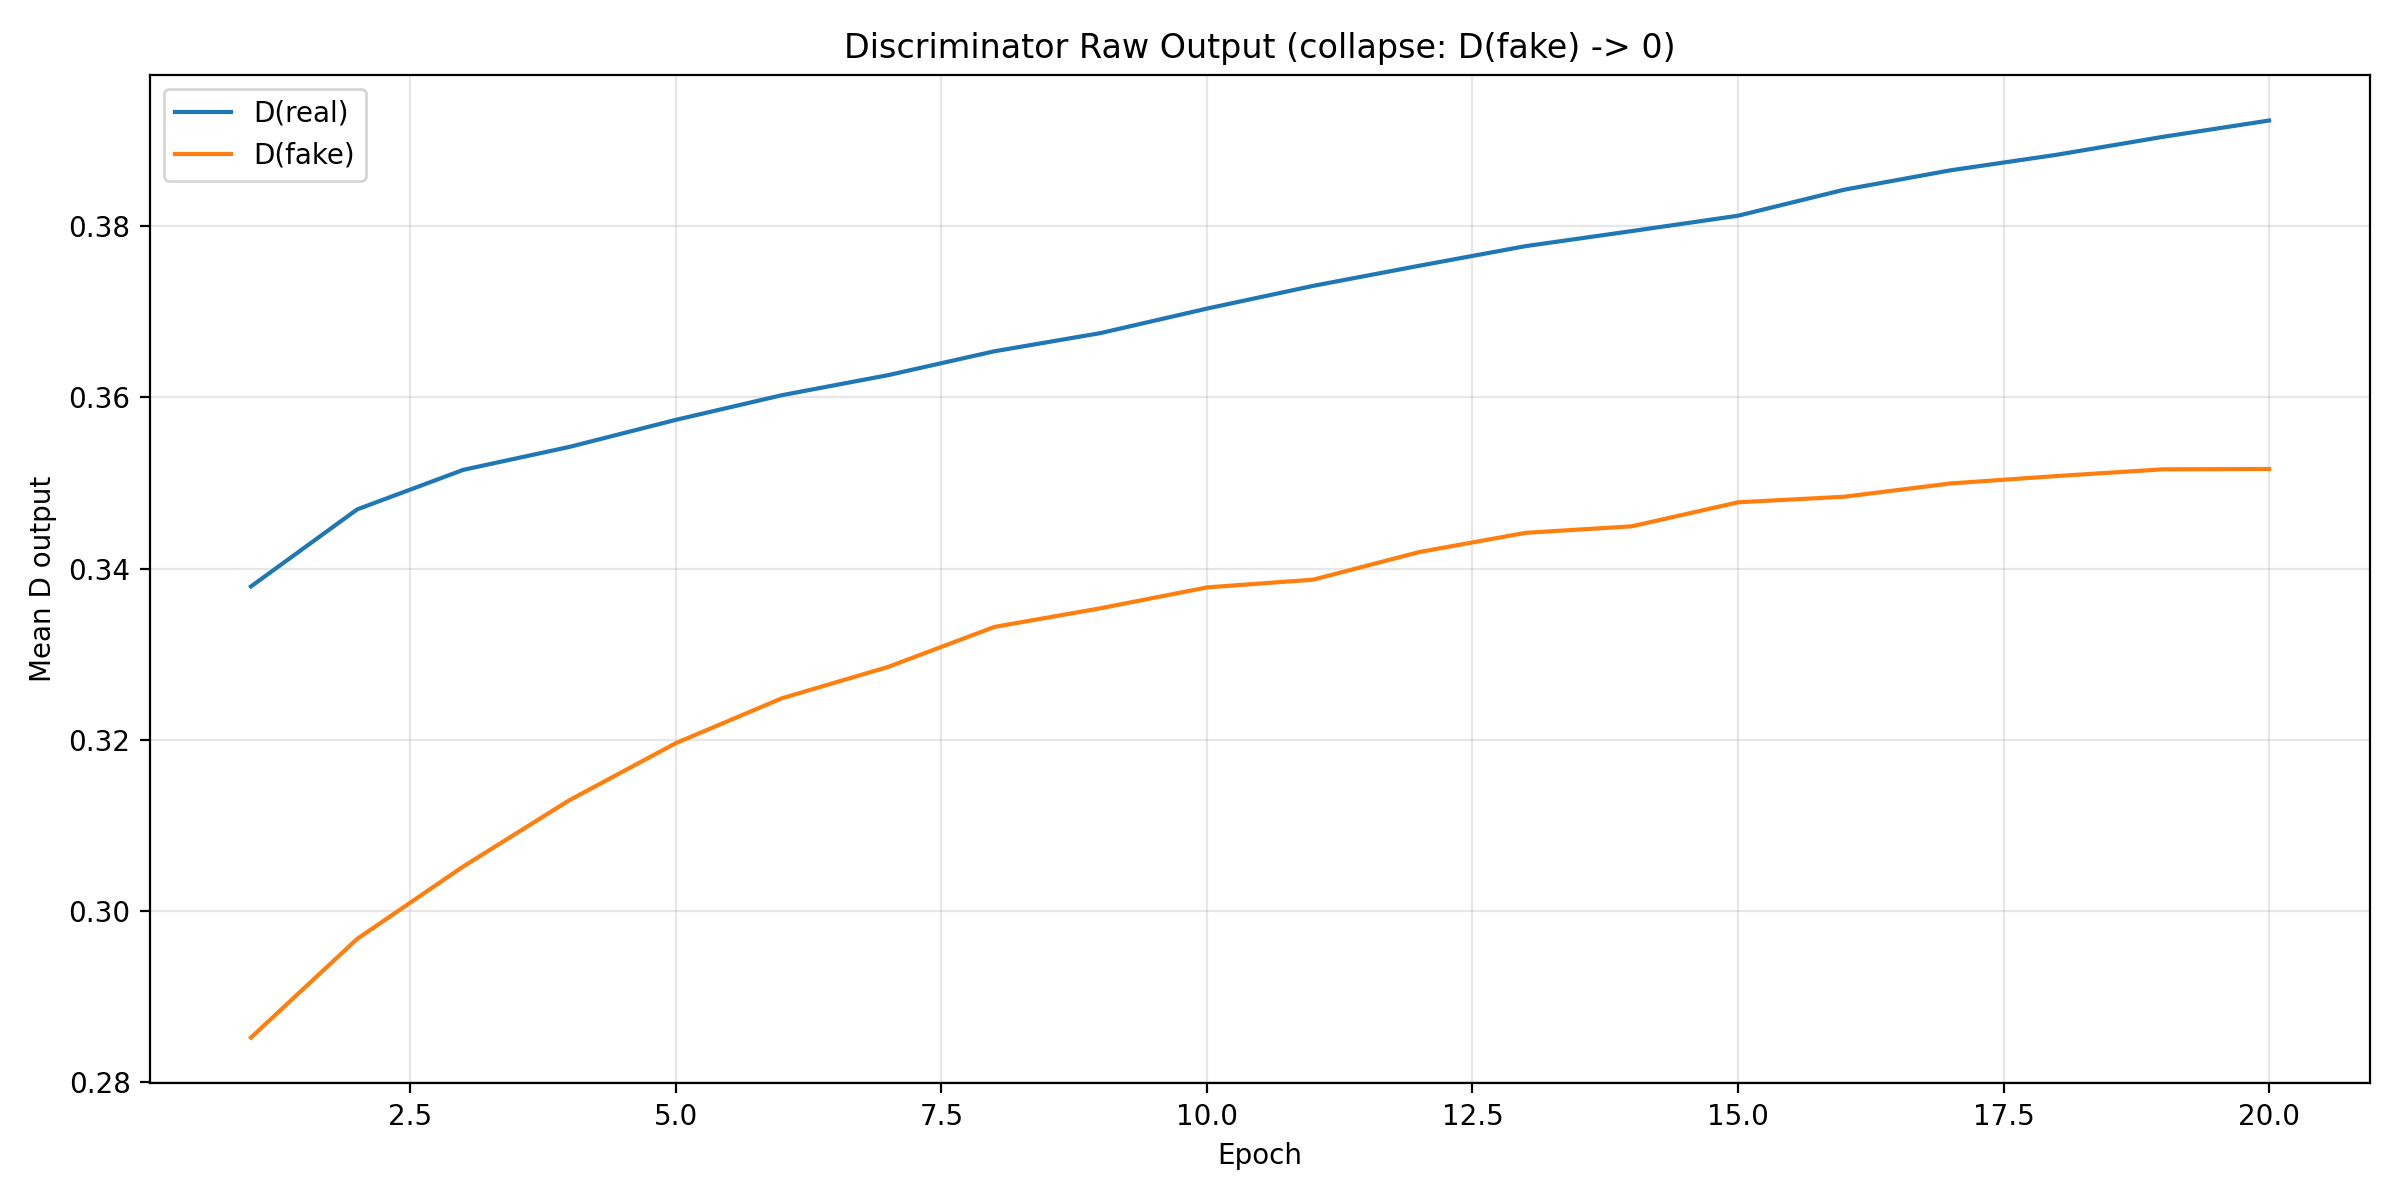 Discriminator Raw Output (collapse: D(fake) -> 0)
D(real)
D(fake)
Mean D output
0.38
0.36
0.34
0.32
0.30
0.28
2.5 5.0 7.5 10.0 12.5 15.0 17.5 20.0
Epoch